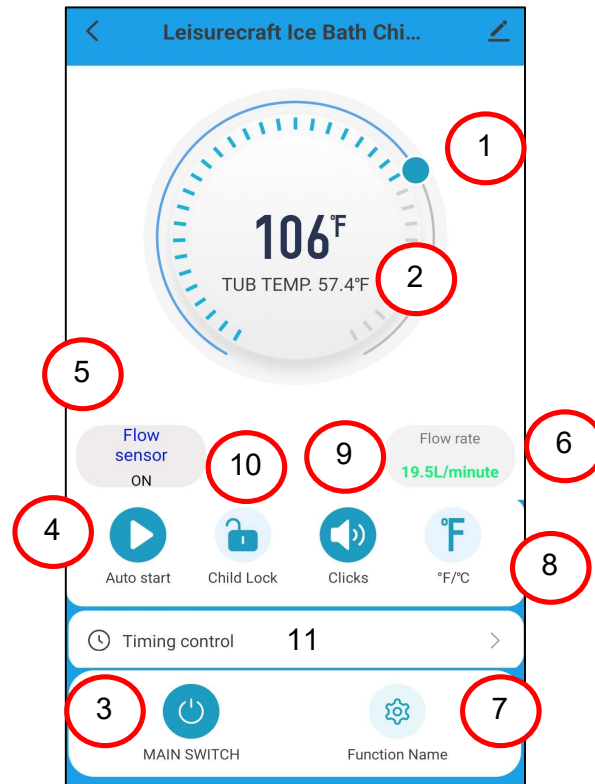 Leisurecraft Ice Bath Chi...
1
106°F
TUB TEMP. 57.4°F
2
5
Flow
sensor
ON
10
9
Flow rate
19.5L/minute
6
4
°F
8
Auto start
Child Lock
Clicks
°F/°C
Timing control
11
3
7
MAIN SWITCH
Function Name